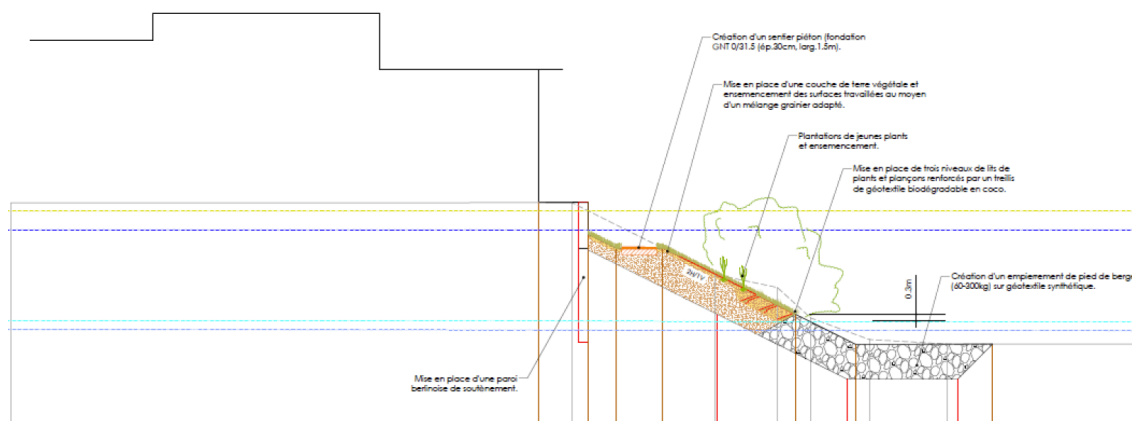 Création d'un sentier piéton (fondation
GNT 0/31.5 (ép.30cm, larg.1.5m).
Mise en place d'une couche de terre végétale et
ensemencement des surfaces travaillées au moyen
d'un mélange grainier adapté.
Plantations de jeunes plants
et ensemencement.
Mise en place de trois niveaux de lits de
plants et plançons renforcés par un treillis
de géotextile biodégradable en coco.
2H/1V
0.3m
Création d'un empierrement de pied de berge
(60-300kg) sur géotextile synthétique.
Mise en place d'une paroi
berlinoise de soutènement.